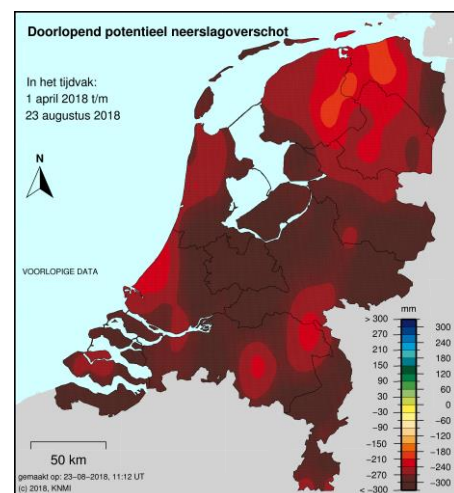 Doorlopend potentieel neerslagoverschot
In het tijdvak:
1 april 2018 t/m
23 augustus 2018
N
VOORLOPIGE DATA
mm
> 300
270
210
150
90
30
-30
-90
-150
-210
-270
< -300
300
240
180
120
60
0
-60
-120
-180
-240
-300
50 km
gemaakt op: 23-08-2018, 11:12 UT
(c) 2018, KNMI